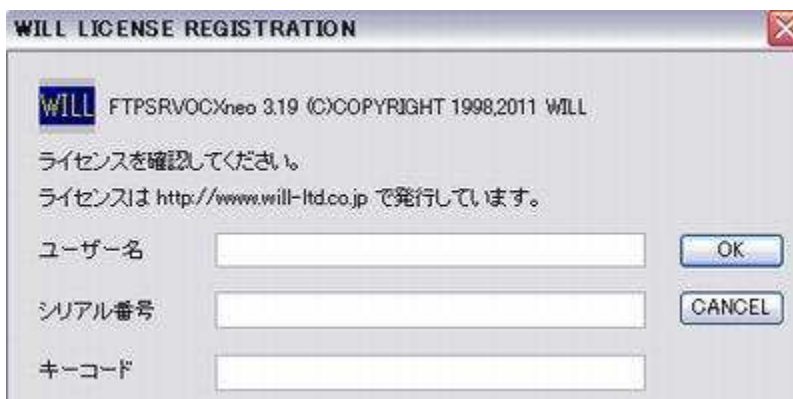 WILL LICENSE REGISTRATION
WILL FTPSRVOCXneo 3.19 (C)COPYRIGHT 1998,2011 WILL
ライセンスを確認してください。
ライセンスは http://www.will-ltd.co.jp で発行しています。
ユーザー名
OK
シリアル番号
CANCEL
キーコード